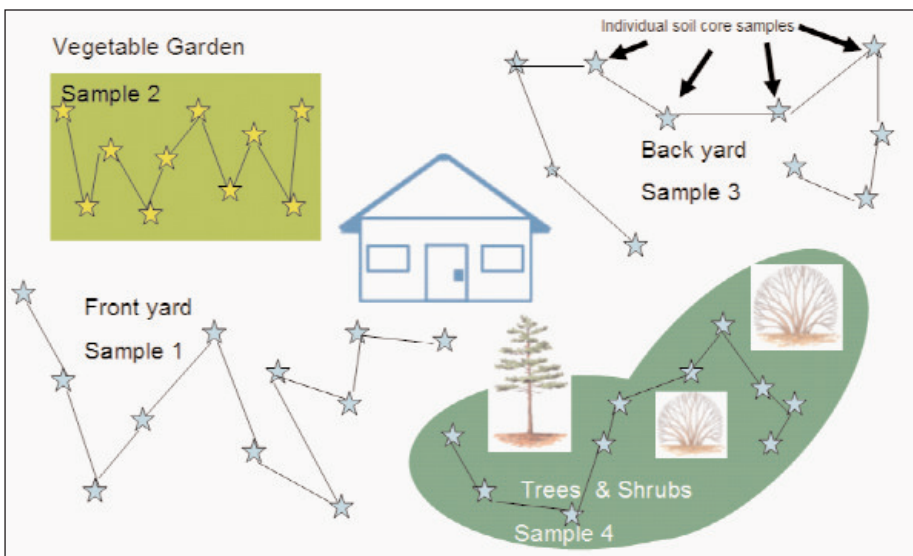 Individual soil core samples
Vegetable Garden
Sample 2
Back yard
Sample 3
Front yard
Sample 1
Trees & Shrubs
Sample 4